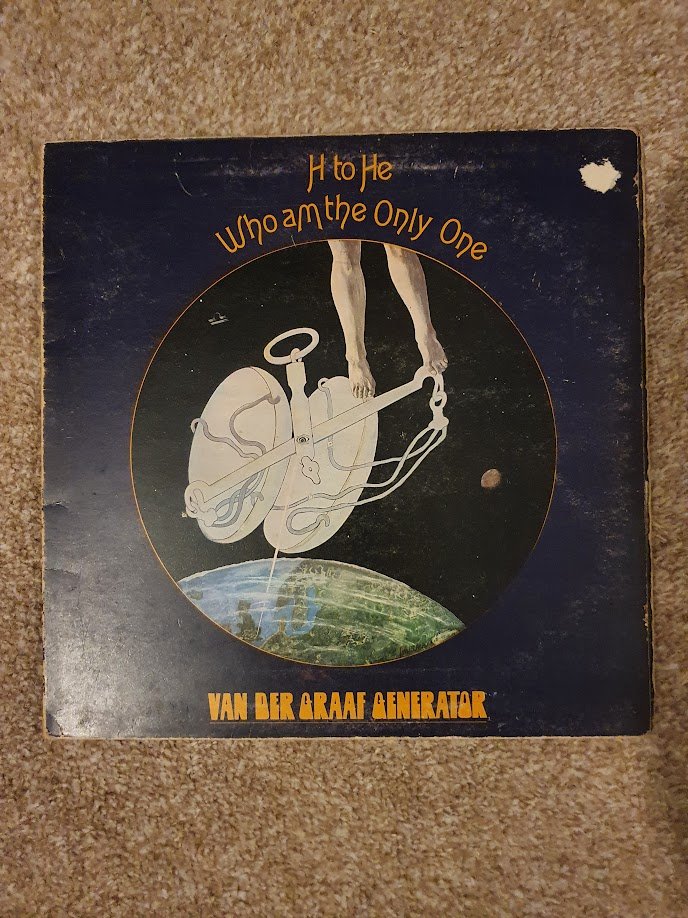 H to He
Who am the Only One
VAN DER GRAAF GENERATOR